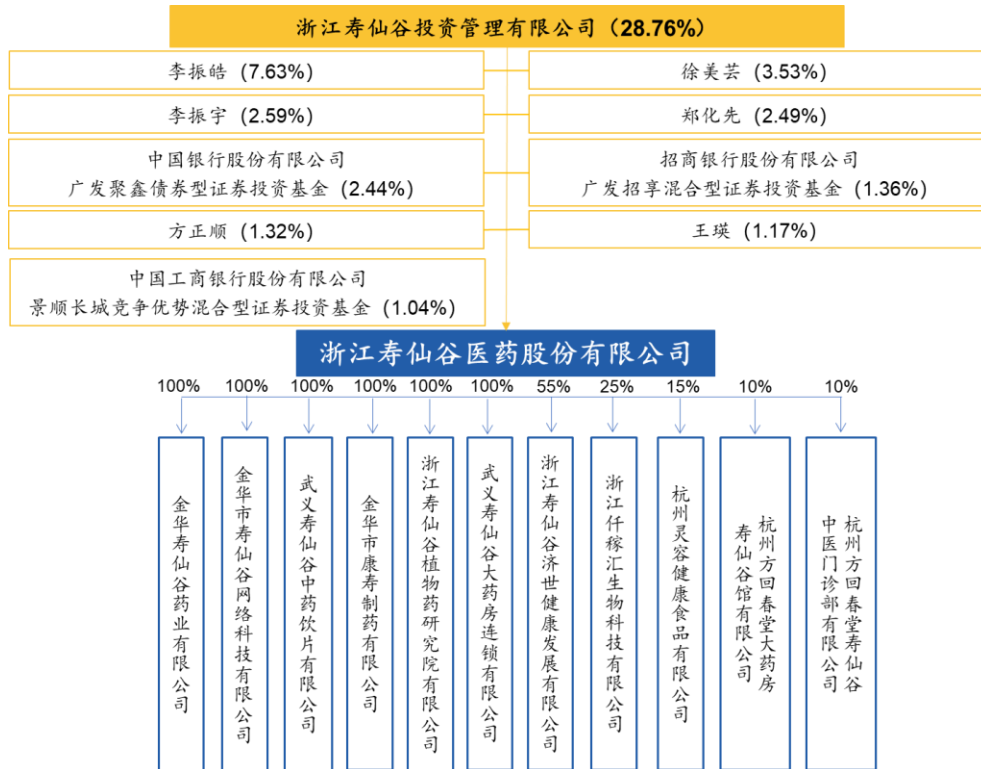 浙江寿仙谷投资管理有限公司（28.76%）
李振皓 (7.63%)
徐美芸 (3.53%)
李振宇 (2.59%)
郑化先 (2.49%)
中国银行股份有限公司
广发聚鑫债券型证券投资基金 (2.44%)
招商银行股份有限公司
广发招享混合型证券投资基金 (1.36%)
方正顺 (1.32%)
王瑛 (1.17%)
中国工商银行股份有限公司
景顺长城竞争优势混合型证券投资基金 (1.04%)
浙江寿仙谷医药股份有限公司
100% 100% 100% 100% 100% 100% 55% 25% 15% 10% 10%
金华寿仙谷药业有限公司
金华市寿仙谷网络科技有限公司
武义寿仙谷中药饮片有限公司
金华市康寿制药有限公司
浙江寿仙谷植物药研究院有限公司
武义寿仙谷大药房连锁有限公司
浙江寿仙谷济世健康发展有限公司
浙江仟稼汇生物科技有限公司
杭州灵容健康食品有限公司
杭州方回春堂大药房
寿仙谷馆有限公司
杭州方回春堂寿仙谷
中医门诊部有限公司